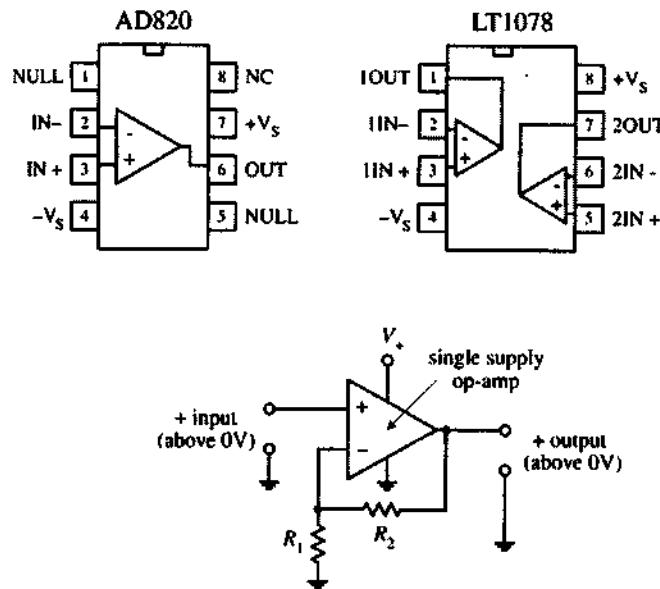 AD820
NULL 1 8 NC
IN– 2 7 +VS
IN + 3 6 OUT
–VS 4 5 NULL
- +
LT1078
1OUT 1 8 +VS
1IN– 2 7 2OUT
1IN + 3 6 2IN -
–VS 4 5 2IN +
- +
- +
V+
single supply
op-amp
+ input
(above 0V)
+
–
+ output
(above 0V)
R1
R2